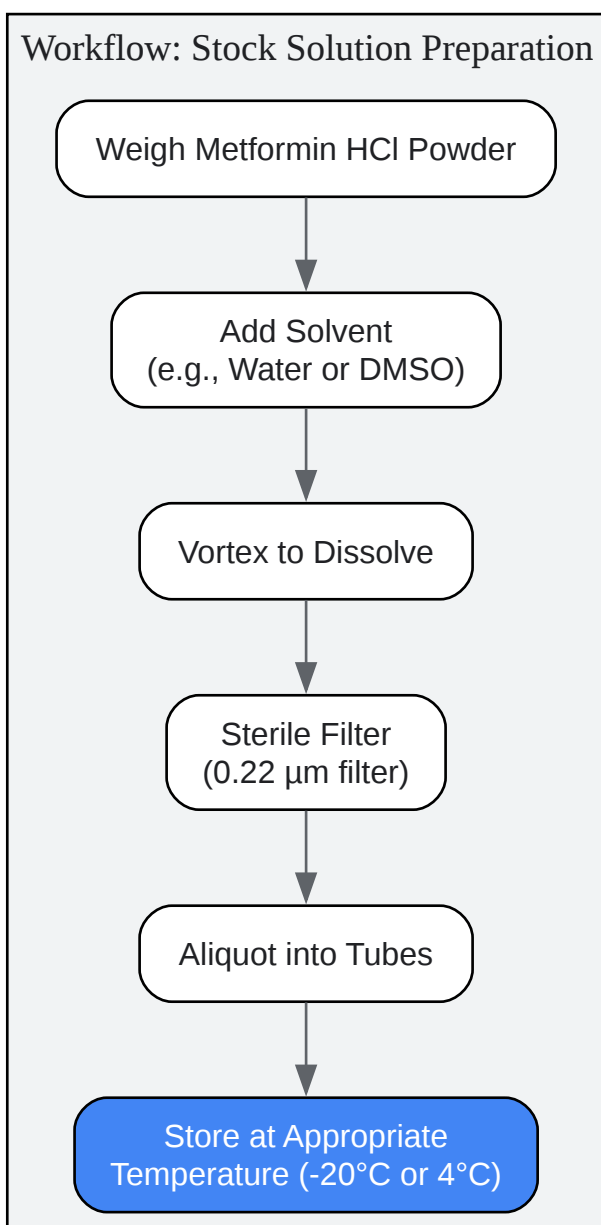 Workflow: Stock Solution Preparation
Weigh Metformin HCl Powder
Add Solvent
(e.g., Water or DMSO)
Vortex to Dissolve
Sterile Filter
(0.22 µm filter)
Aliquot into Tubes
Store at Appropriate
Temperature (-20°C or 4°C)